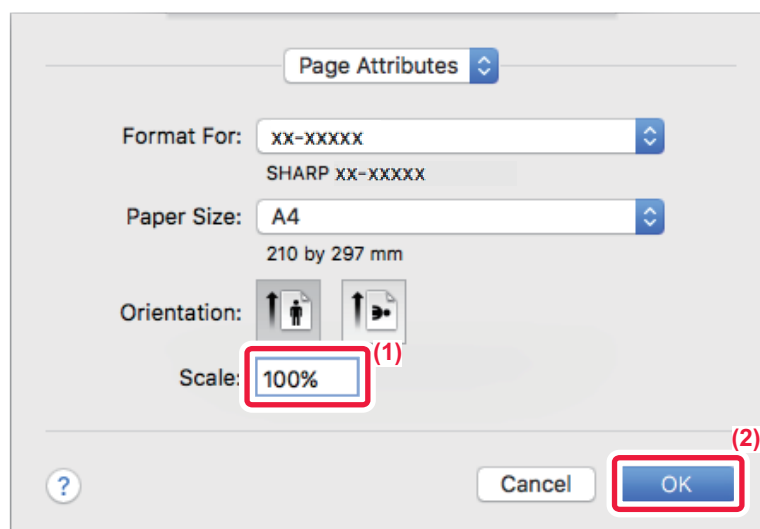 Page Attributes
Format For: xx-xxxxx
SHARP xx-xxxxx
Paper Size: A4
210 by 297 mm
Orientation:
(1)
Scale: 100%
(2)
? Cancel OK